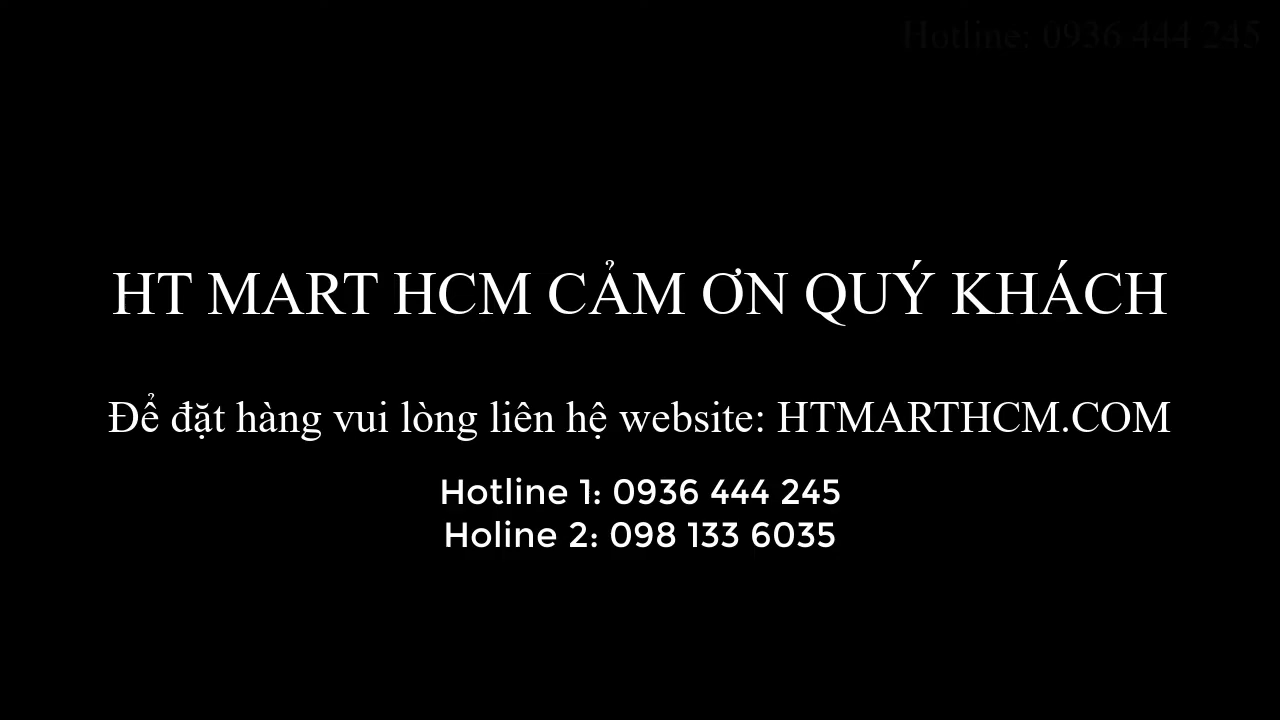 Hotline: 0936 444 245
HT MART HCM CẢM ƠN QUÝ KHÁCH
Để đặt hàng vui lòng liên hệ website: HTMARTHCM.COM
Hotline 1: 0936 444 245
Holine 2: 098 133 6035